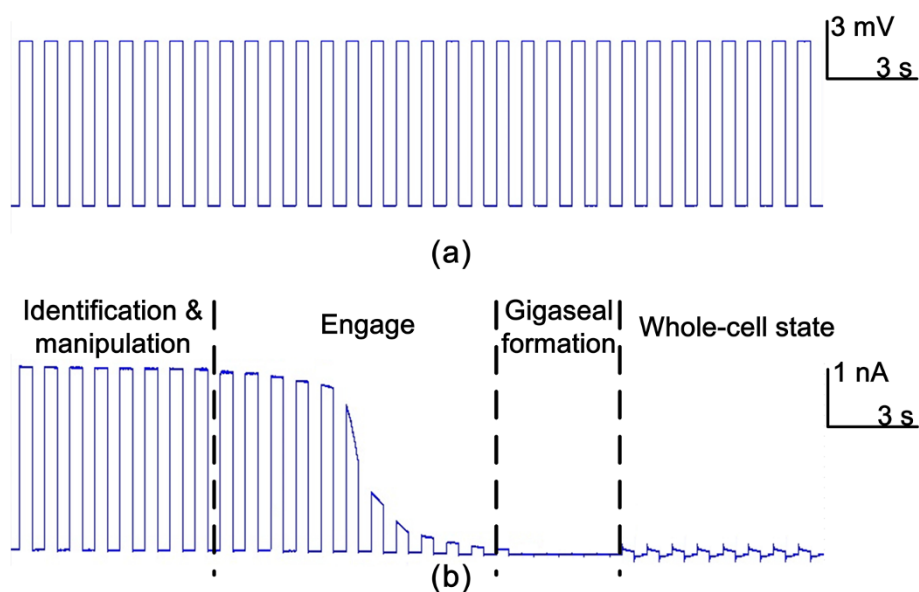 3 mV
3 s
(a)
Identification &
manipulation
Engage
Gigaseal
formation
Whole-cell state
1 nA
3 s
(b)